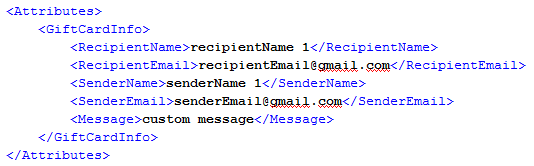 <Attributes>
<GiftCardInfo>
<RecipientName>recipientName 1</RecipientName>
<RecipientEmail>recipientEmail@gmail.com</RecipientEmail>
<SenderName>senderName 1</SenderName>
<SenderEmail>senderEmail@gmail.com</SenderEmail>
<Message>custom message</Message>
</GiftCardInfo>
</Attributes>